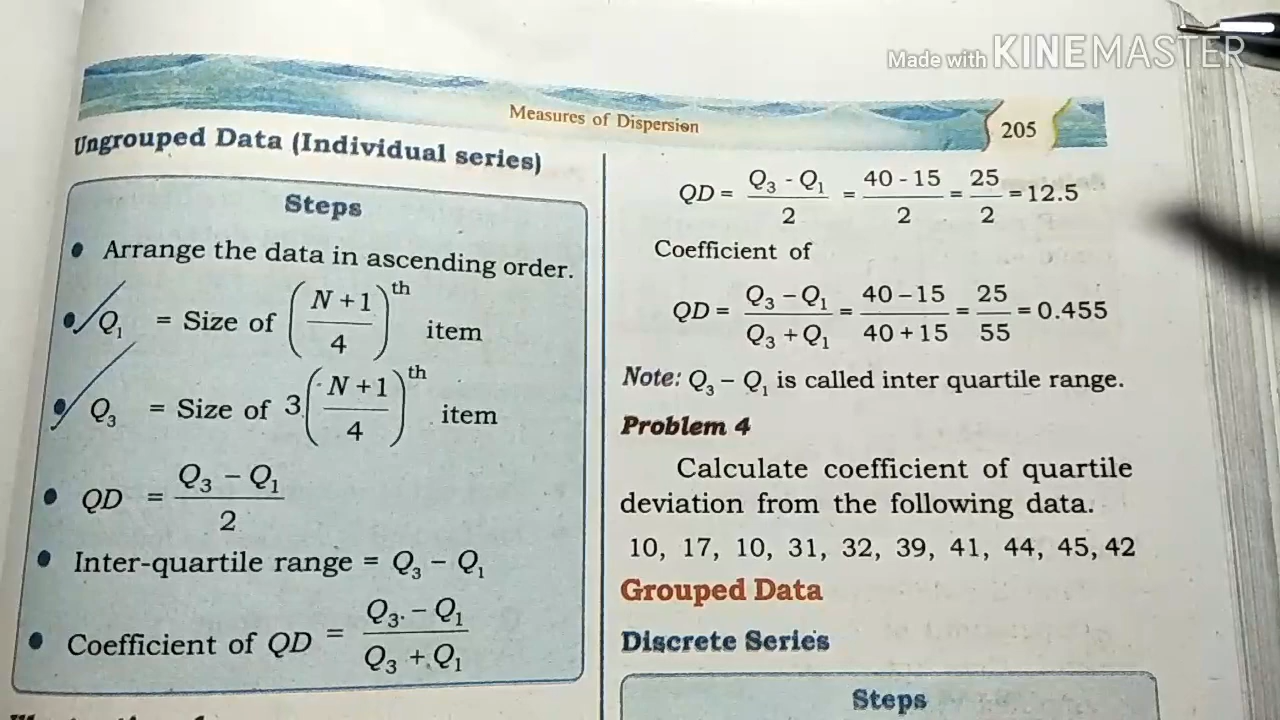 Made with KINEMASTER
Measures of Dispersion
205
Ungrouped Data (Individual series)
Steps
• Arrange the data in ascending order.
• Q₁ = Size of ((N + 1)/4)th item
• Q₃ = Size of 3((N + 1)/4)th item
• QD = (Q₃ – Q₁)/2
• Inter-quartile range = Q₃ – Q₁
• Coefficient of QD = (Q₃ – Q₁)/(Q₃ + Q₁)
QD = (Q₃ - Q₁)/2 = (40 - 15)/2 = 25/2 = 12.5
Coefficient of
QD = (Q₃ – Q₁)/(Q₃ + Q₁) = (40 – 15)/(40 + 15) = 25/55 = 0.455
Note: Q₃ – Q₁ is called inter quartile range.
Problem 4
Calculate coefficient of quartile
deviation from the following data.
10, 17, 10, 31, 32, 39, 41, 44, 45, 42
Grouped Data
Discrete Series
Steps